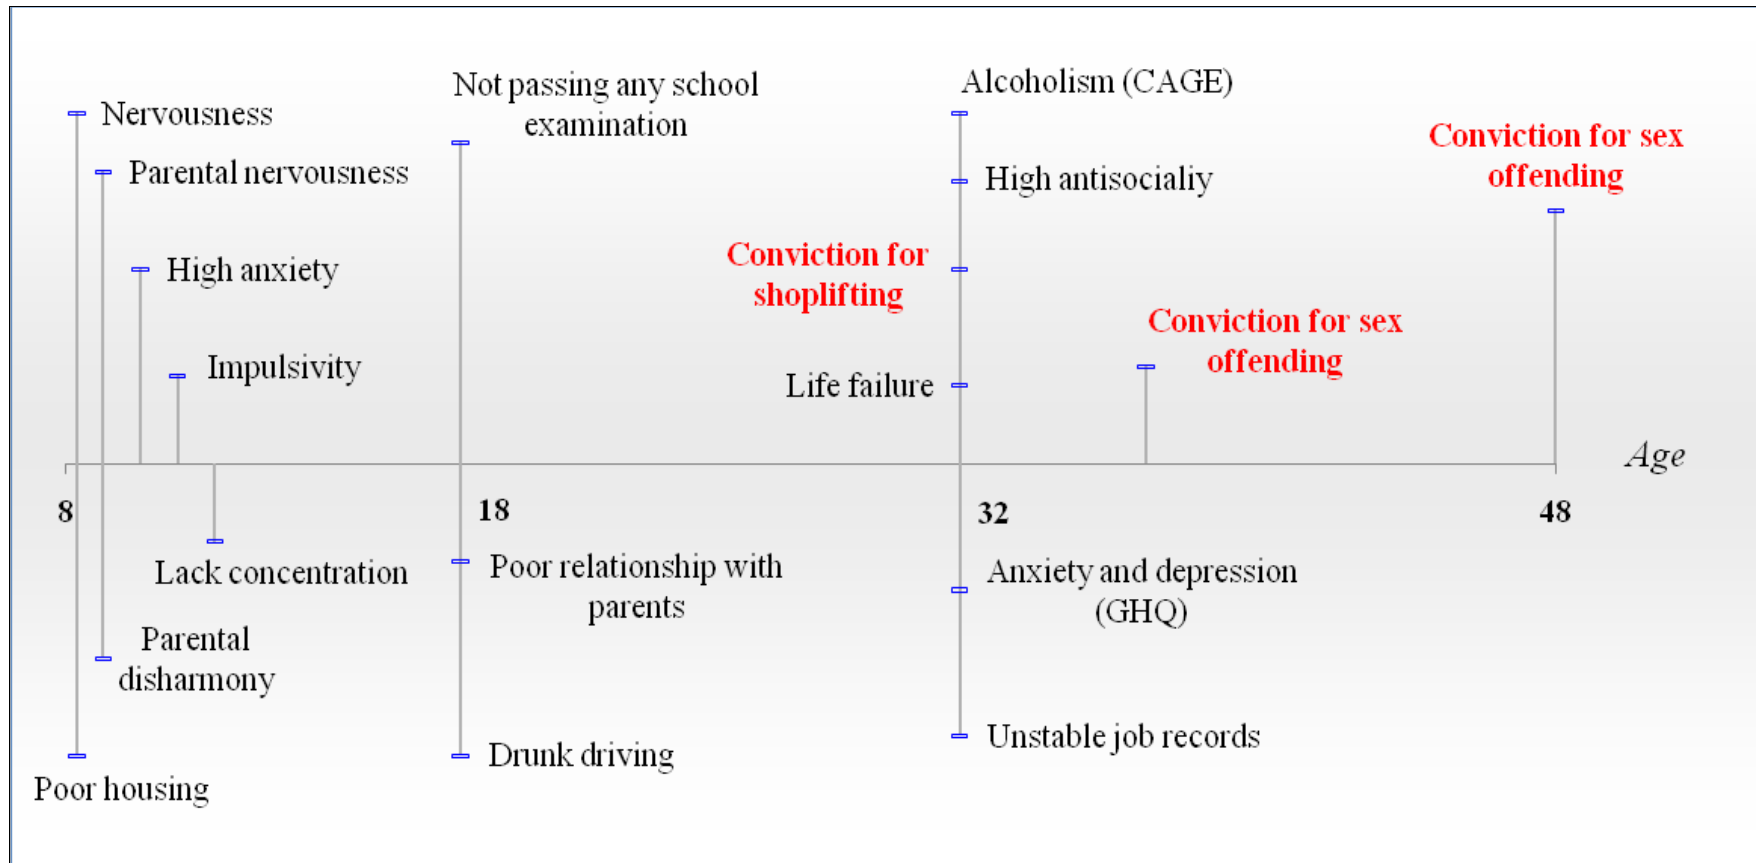 Nervousness
Parental nervousness
High anxiety
Impulsivity
Not passing any school
examination
Alcoholism (CAGE)
High antisocialiy
Conviction for
shoplifting
Life failure
Conviction for sex
offending
Conviction for sex
offending
Age
8
18
32
48
Lack concentration
Parental
disharmony
Poor housing
Poor relationship with
parents
Drunk driving
Anxiety and depression
(GHQ)
Unstable job records